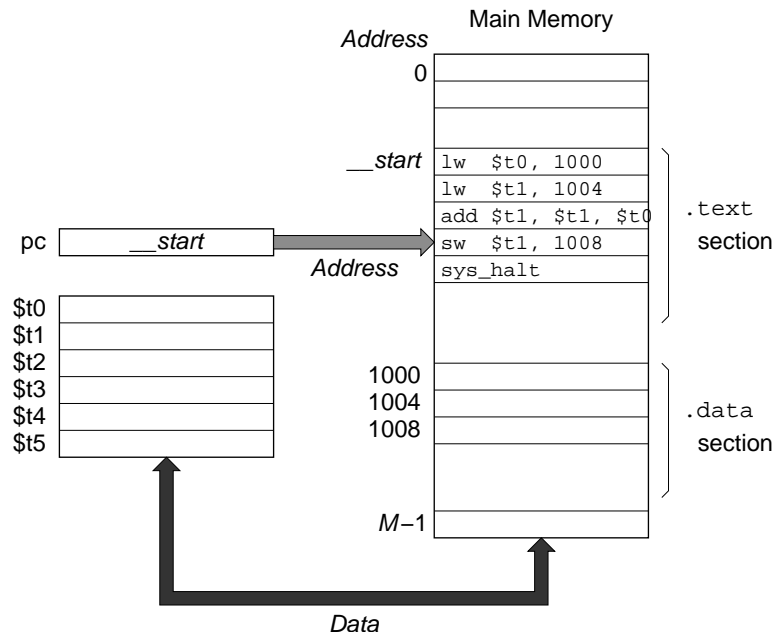 Main Memory
Address
0
__start
lw $t0, 1000
lw $t1, 1004
add $t1, $t1, $t0
sw $t1, 1008
sys_halt
.text
section
pc
__start
Address
$t0
$t1
$t2
$t3
$t4
$t5
1000
1004
1008
.data
section
M−1
Data